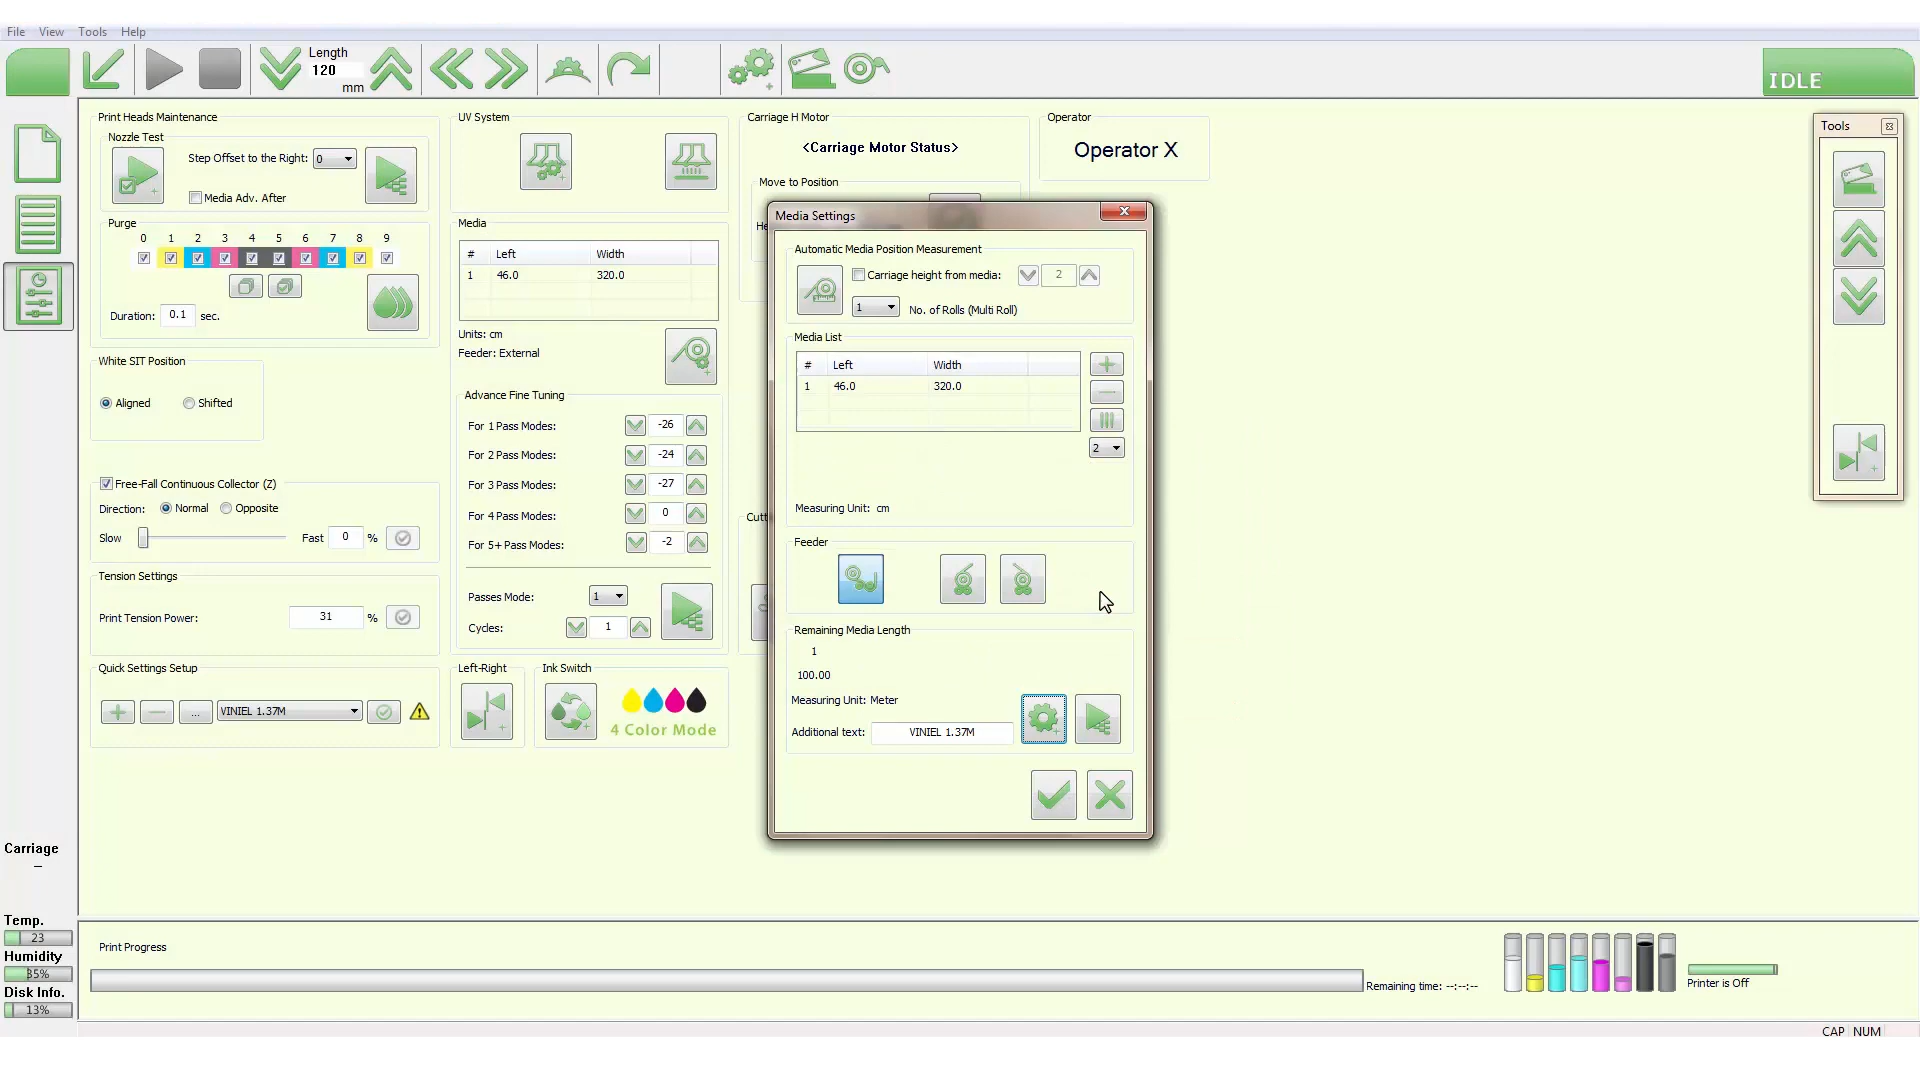 File View Tools Help
Length
120
mm
IDLE
Print Heads Maintenance
Nozzle Test
Step Offset to the Right: 0
Media Adv. After
Purge
0 1 2 3 4 5 6 7 8 9
Duration: 0.1 sec.
White SIT Position
Aligned Shifted
Free-Fall Continuous Collector (Z)
Direction: Normal Opposite
Slow Fast 0 %
Tension Settings
Print Tension Power: 31 %
Quick Settings Setup
... VINIEL 1.37M
UV System
Media
# Left Width
1 46.0 320.0
Units: cm
Feeder: External
Advance Fine Tuning
For 1 Pass Modes: -26
For 2 Pass Modes: -24
For 3 Pass Modes: -27
For 4 Pass Modes: 0
For 5+ Pass Modes: -2
Passes Mode: 1
Cycles: 1
Left-Right
Ink Switch
4 Color Mode
Carriage H Motor
<Carriage Motor Status>
Move to Position
He
Cutt
Operator
Operator X
Media Settings
Automatic Media Position Measurement
Carriage height from media: 2
1 No. of Rolls (Multi Roll)
Media List
# Left Width
1 46.0 320.0
2
Measuring Unit: cm
Feeder
Remaining Media Length
1
100.00
Measuring Unit: Meter
Additional text: VINIEL 1.37M
Tools
Carriage
–
Temp.
23
Humidity
35%
Disk Info.
13%
Print Progress
Remaining time: --:--:--
Printer is Off
CAP NUM